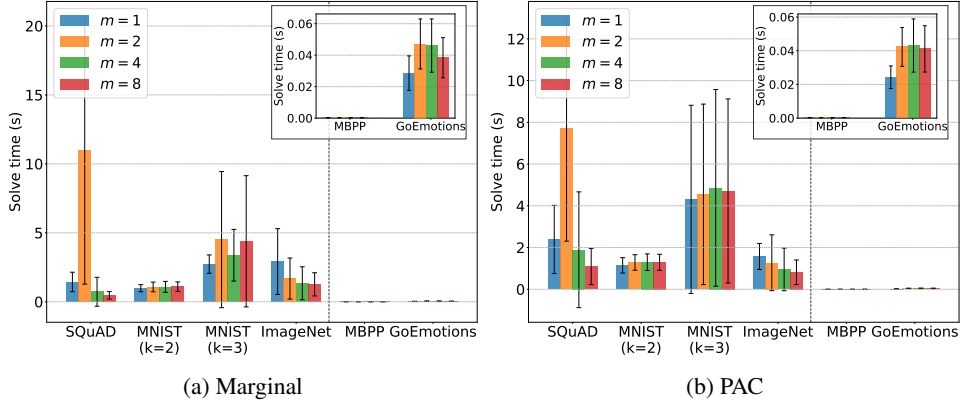 Solve time (s)
20
15
10
5
0
m = 1
m = 2
m = 4
m = 8
Solve time (s)
0.06
0.04
0.02
0.00
MBPP GoEmotions
SQuAD MNIST (k=2) MNIST (k=3) ImageNet MBPP GoEmotions
(a) Marginal
Solve time (s)
12
10
8
6
4
2
0
m = 1
m = 2
m = 4
m = 8
Solve time (s)
0.06
0.04
0.02
0.00
MBPP GoEmotions
SQuAD MNIST (k=2) MNIST (k=3) ImageNet MBPP GoEmotions
(b) PAC